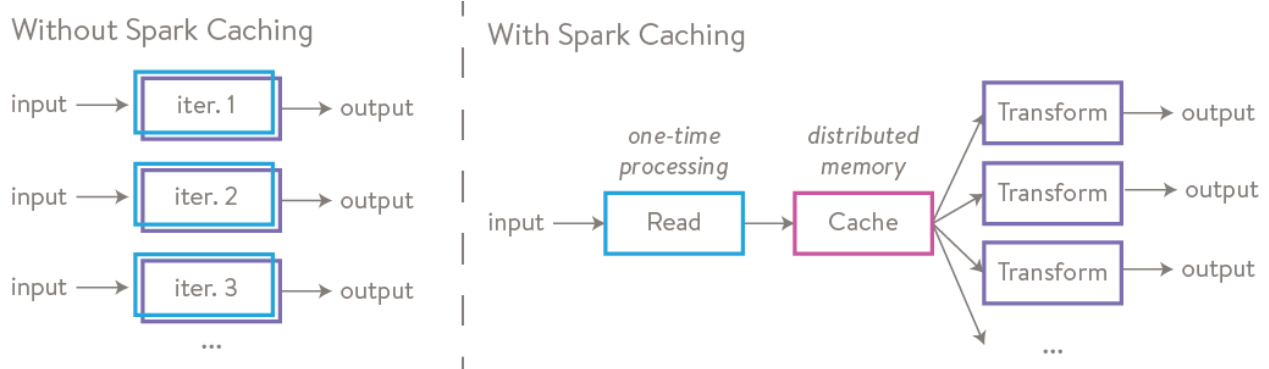 Without Spark Caching
input
iter. 1
output
input
iter. 2
output
input
iter. 3
output
...
With Spark Caching
input
one-time
processing
Read
distributed
memory
Cache
Transform
output
Transform
output
Transform
output
...